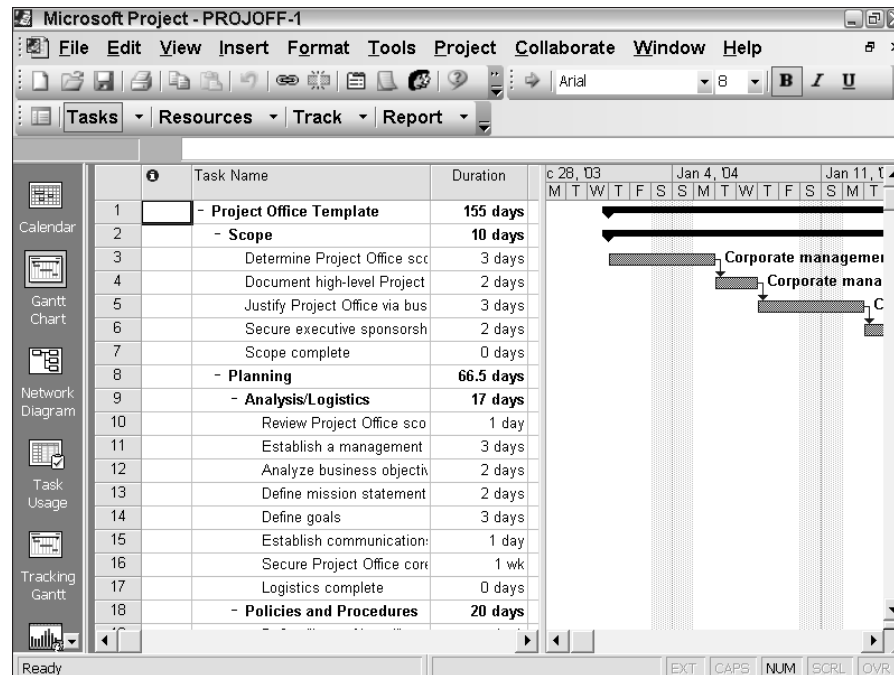 Microsoft Project - PROJOFF-1
File Edit View Insert Format Tools Project Collaborate Window Help
Arial 8 B I U
Tasks Resources Track Report
Task Name Duration c 28, '03 Jan 4, '04 Jan 11, '0
M T W T F S S M T W T F S S M T
1 - Project Office Template 155 days
2 - Scope 10 days
3 Determine Project Office sco 3 days Corporate managemen
4 Document high-level Project 2 days Corporate mana
5 Justify Project Office via bus 3 days C
6 Secure executive sponsorsh 2 days
7 Scope complete 0 days
8 - Planning 66.5 days
9 - Analysis/Logistics 17 days
10 Review Project Office sco 1 day
11 Establish a management 3 days
12 Analyze business objectiv 2 days
13 Define mission statement 2 days
14 Define goals 3 days
15 Establish communication: 1 day
16 Secure Project Office core 1 wk
17 Logistics complete 0 days
18 - Policies and Procedures 20 days
Calendar
Gantt
Chart
Network
Diagram
Task
Usage
Tracking
Gantt
Ready EXT CAPS NUM SCRL OVR